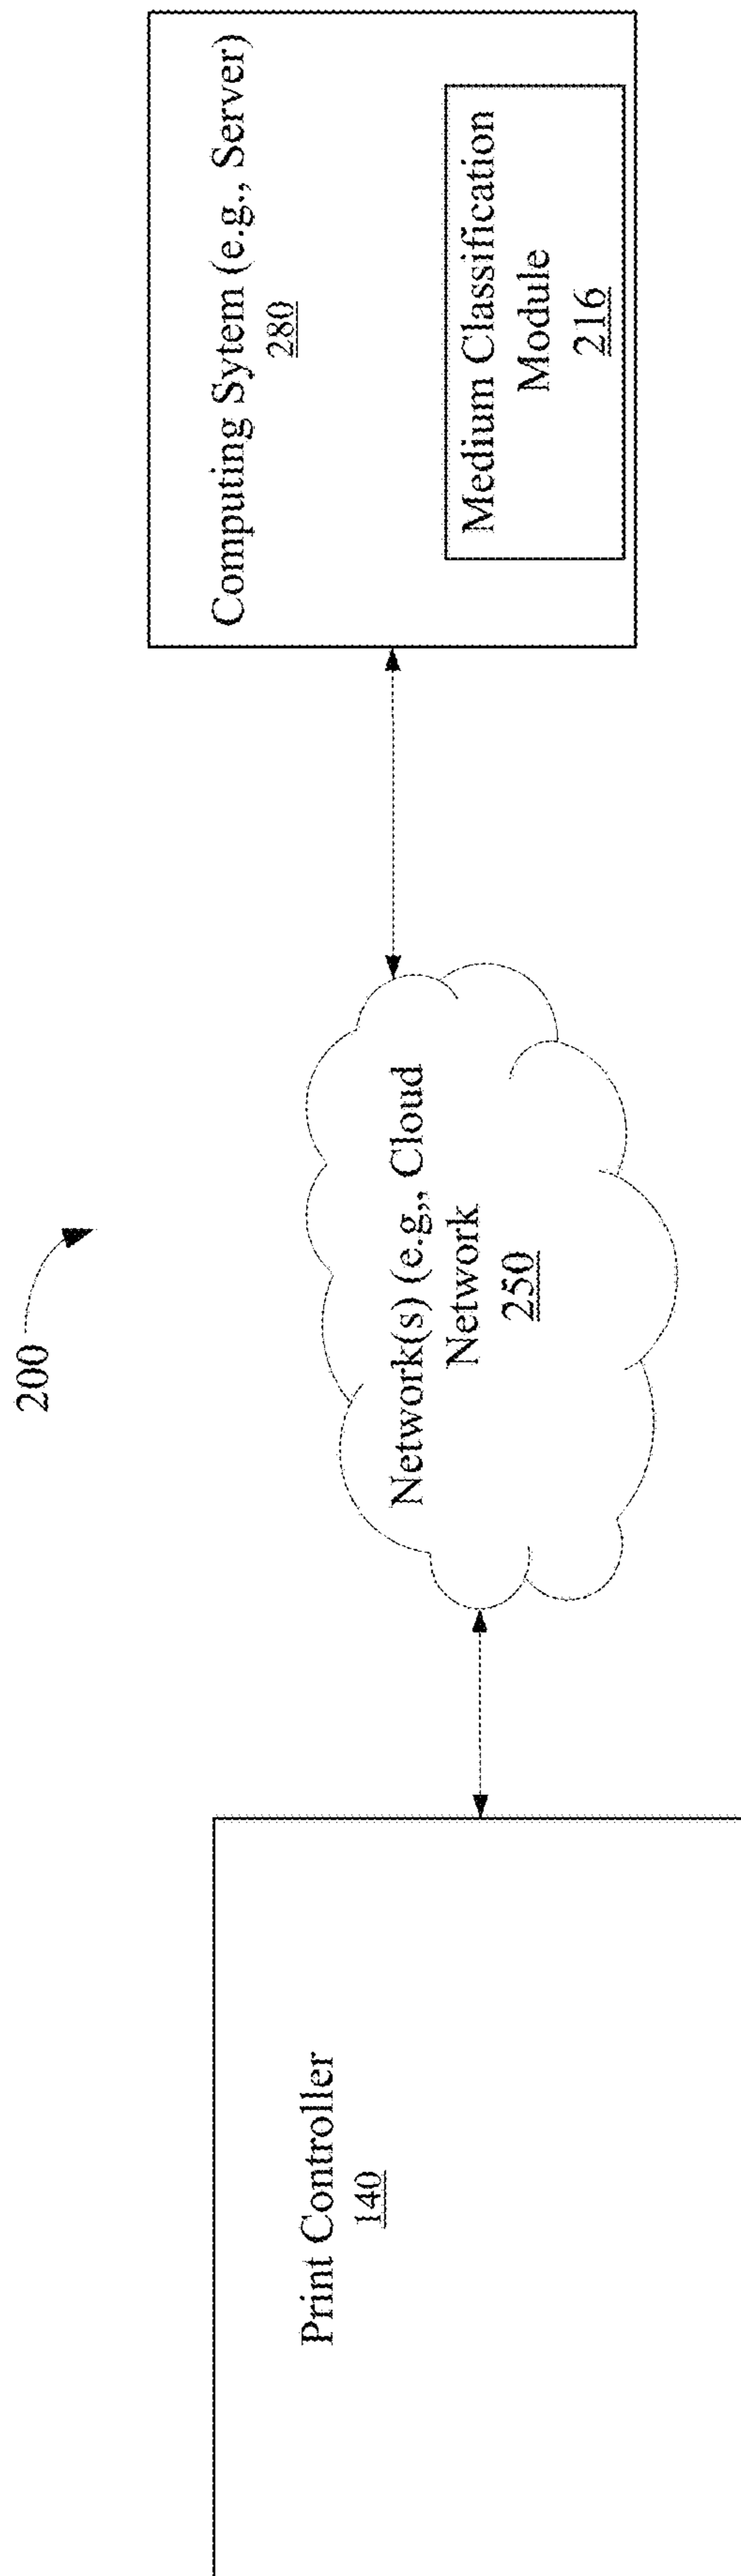 200
Print Controller
140
Network(s) (e.g,, Cloud
Network
250
Computing Sytem (e.g., Server)
280
Medium Classification
Module
216